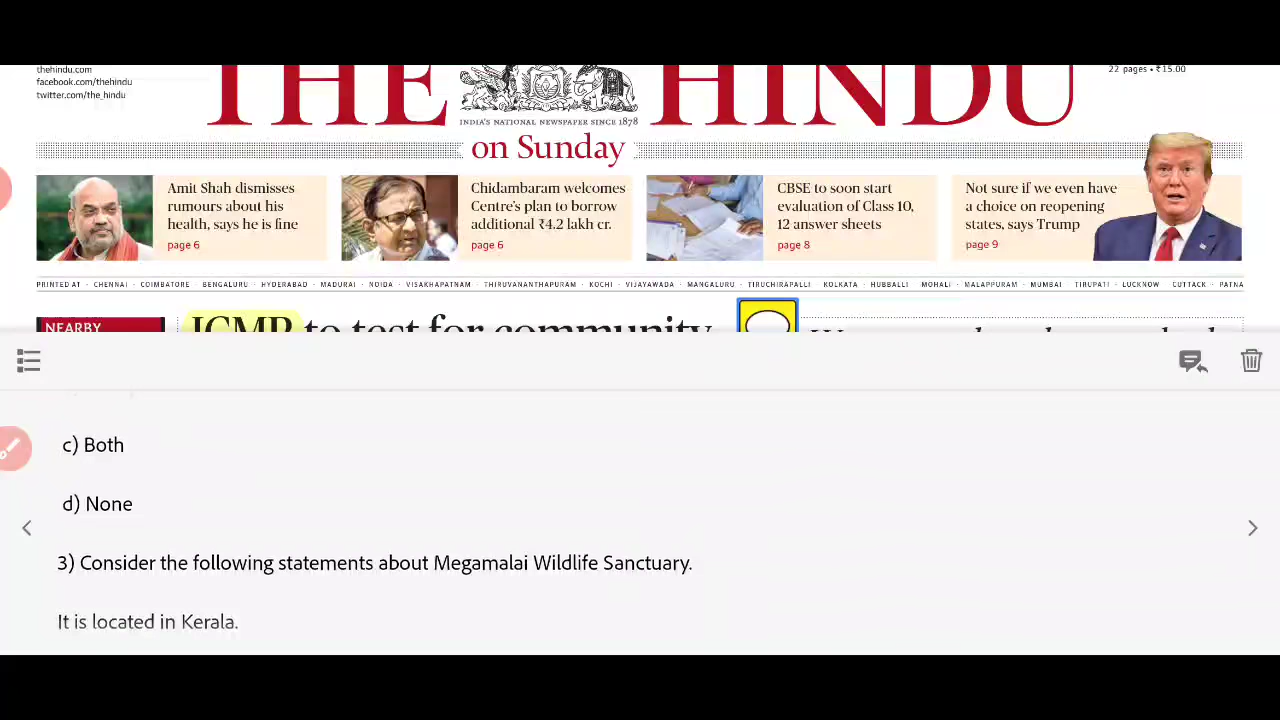 thehindu.com
facebook.com/thehindu
twitter.com/the_hindu
THE HINDU
22 pages • ₹15.00
INDIA'S NATIONAL NEWSPAPER SINCE 1878
on Sunday
Amit Shah dismisses
rumours about his
health, says he is fine
page 6
Chidambaram welcomes
Centre's plan to borrow
additional ₹4.2 lakh cr.
page 6
CBSE to soon start
evaluation of Class 10,
12 answer sheets
page 8
Not sure if we even have
a choice on reopening
states, says Trump
page 9
PRINTED AT · CHENNAI · COIMBATORE · BENGALURU · HYDERABAD · MADURAI · NOIDA · VISAKHAPATNAM · THIRUVANANTHAPURAM · KOCHI · VIJAYAWADA · MANGALURU · TIRUCHIRAPALLI · KOLKATA · HUBBALLI · MOHALI · MALAPPURAM · MUMBAI · TIRUPATI · LUCKNOW · CUTTACK · PATNA
NEARBY
ICMR to test for community
c) Both
d) None
3) Consider the following statements about Megamalai Wildlife Sanctuary.
It is located in Kerala.